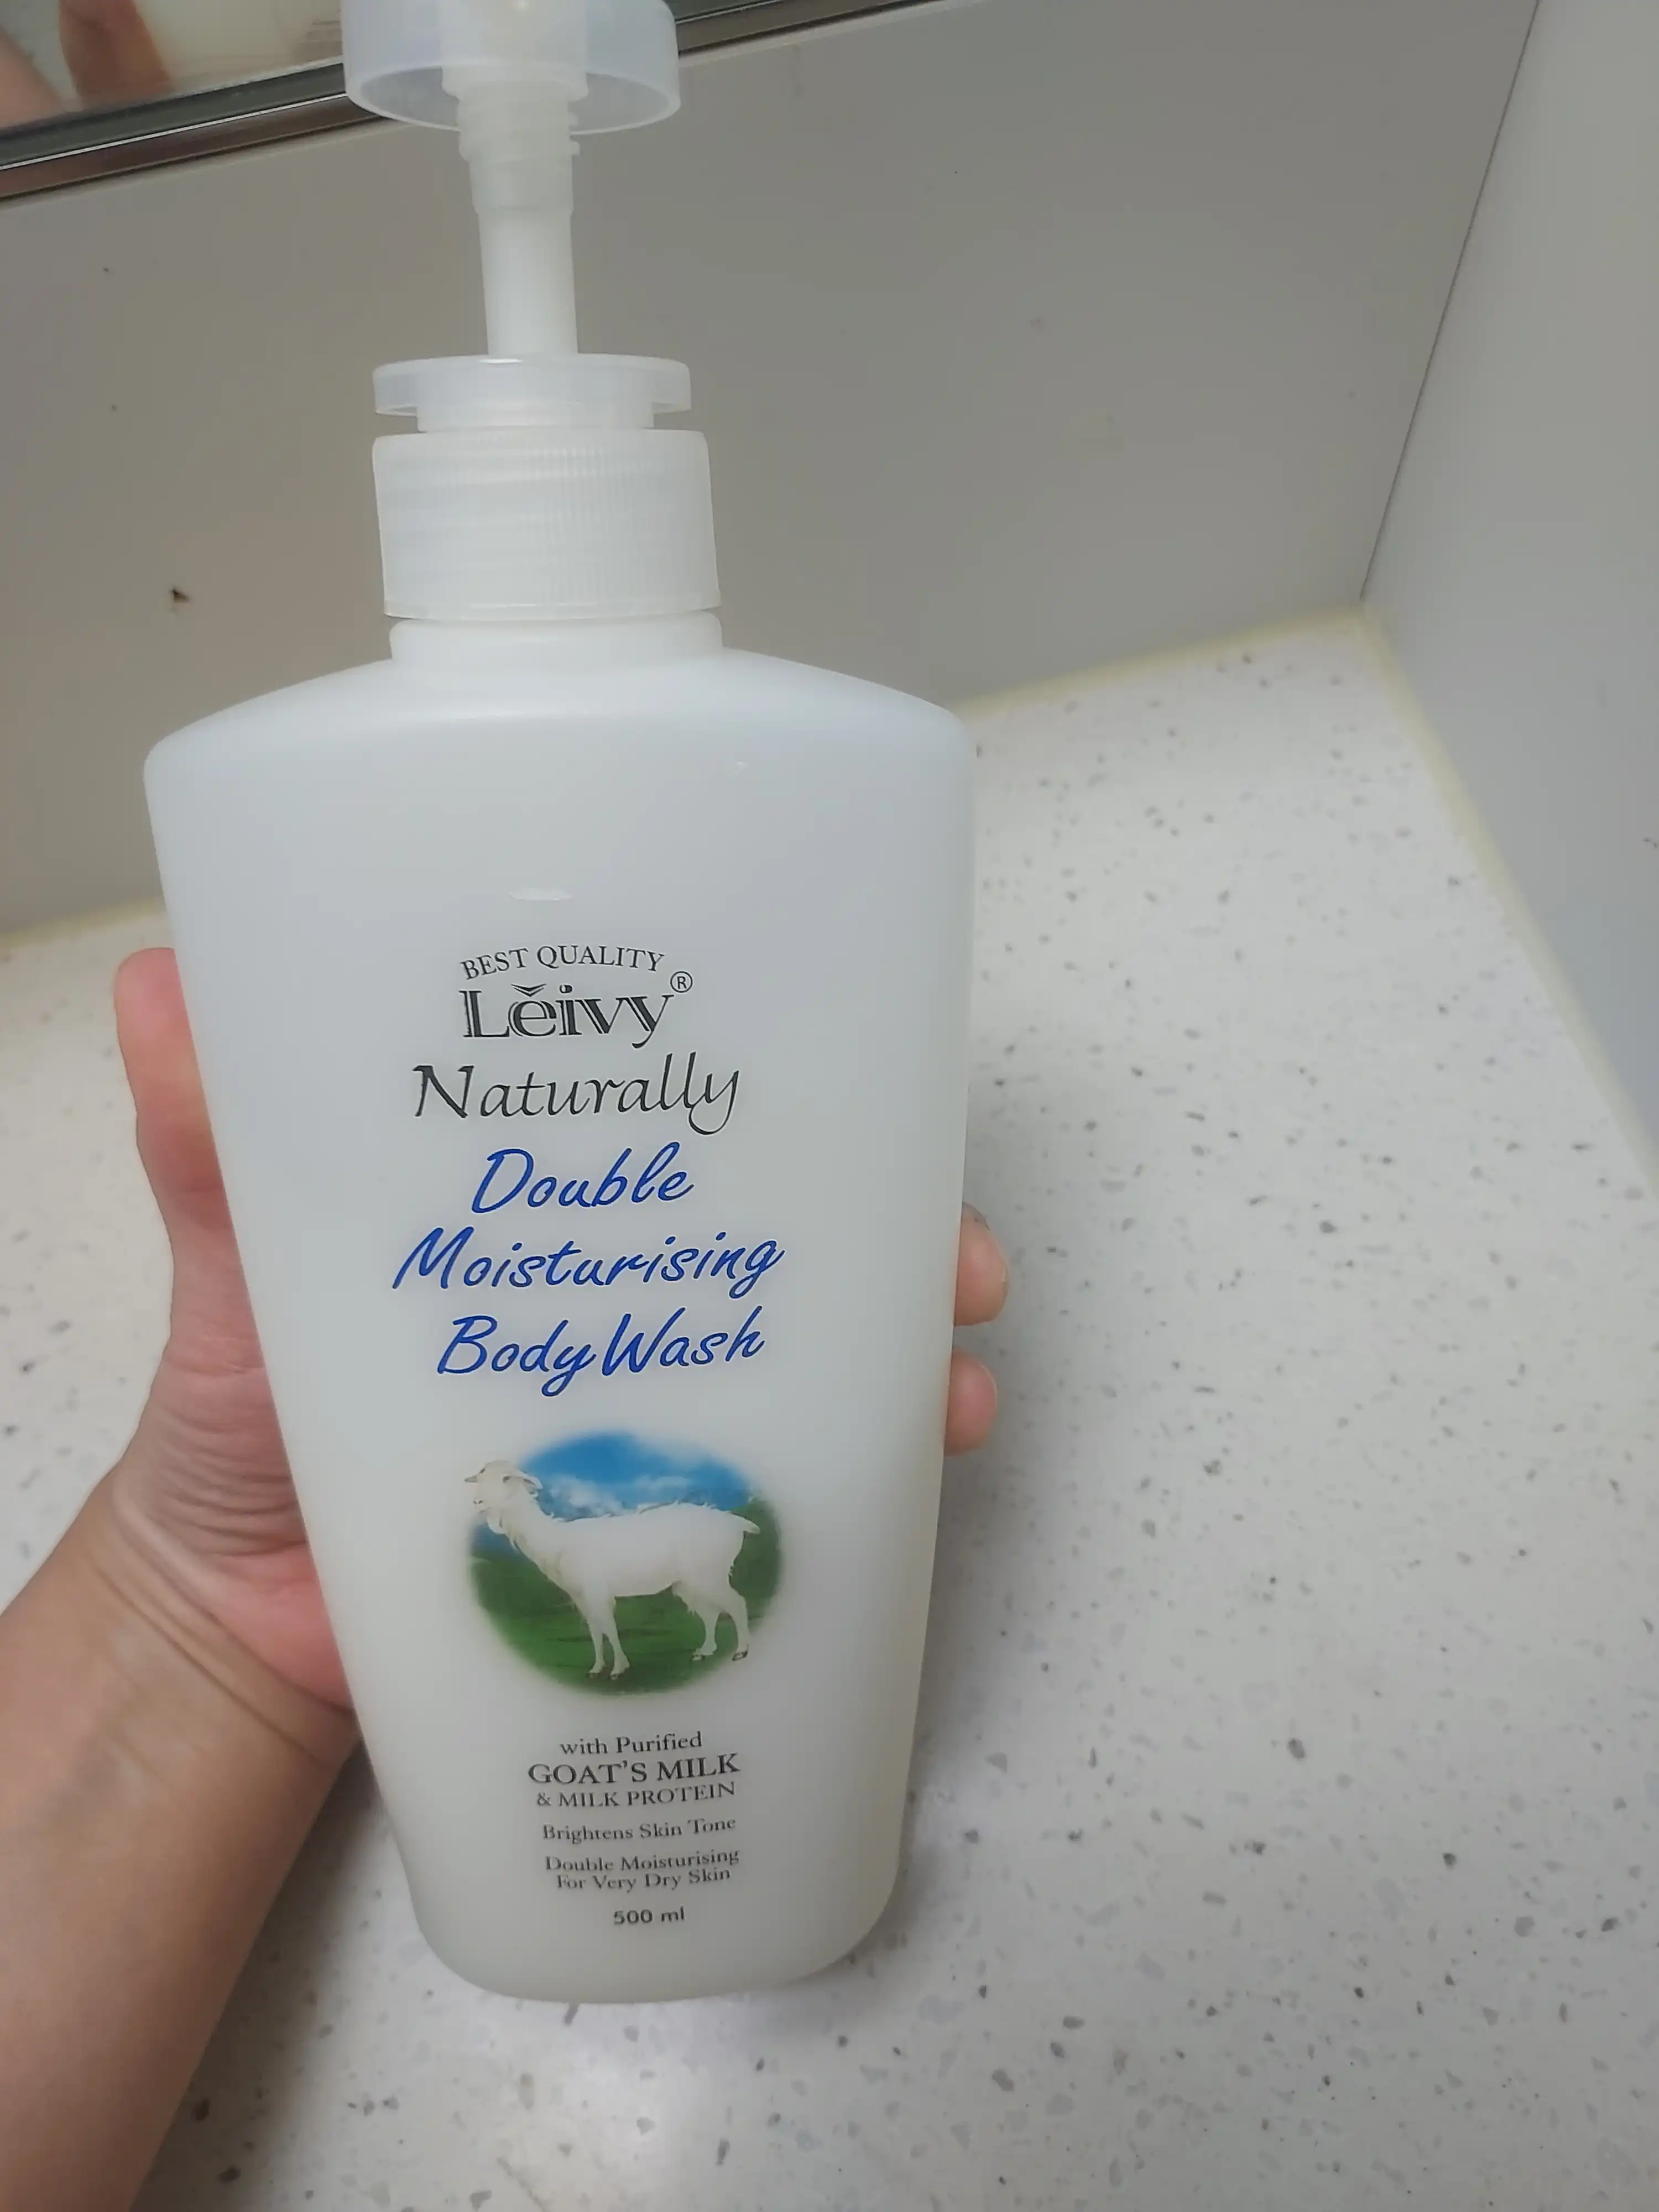 BEST QUALITY
Lěivy®
Naturally
Double
Moisturising
Body Wash
with Purified
GOAT'S MILK
& MILK PROTEIN
Brightens Skin Tone
Double Moisturising
For Very Dry Skin
500 ml